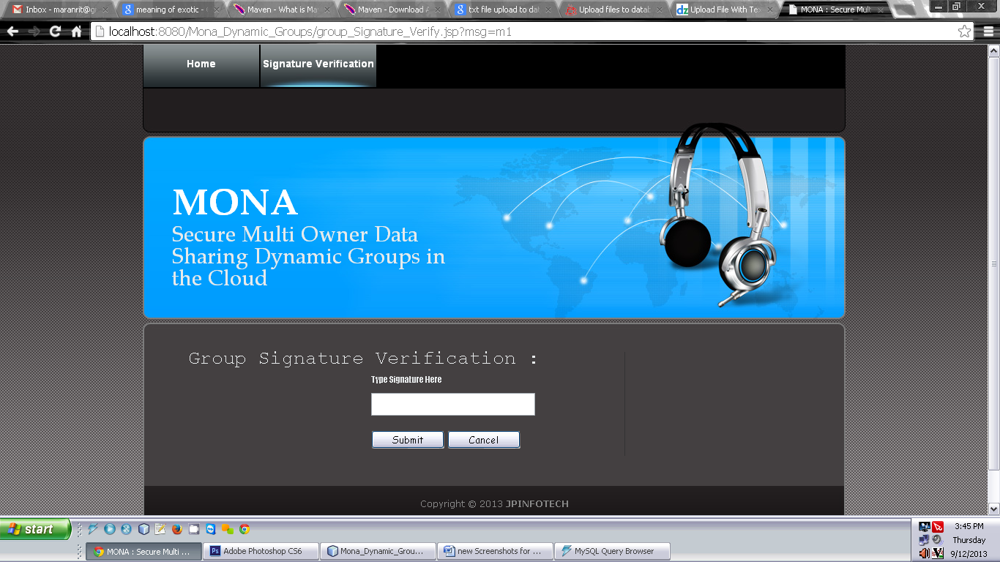 Inbox - maranrit@g
meaning of exotic -
Maven - What is Ma
Maven - Download
txt file upload to dat
Upload files to datab
Upload File With Te
MONA : Secure Mult
localhost:8080/Mona_Dynamic_Groups/group_Signature_Verify.jsp?msg=m1
Home
Signature Verification
MONA
Secure Multi Owner Data
Sharing Dynamic Groups in
the Cloud
Group Signature Verification :
Type Signature Here
Submit
Cancel
Copyright © 2013 JPINFOTECH
start
3:45 PM
Thursday
9/12/2013
MONA : Secure Multi ...
Adobe Photoshop CS6
Mona_Dynamic_Grou...
new Screenshots for ...
MySQL Query Browser